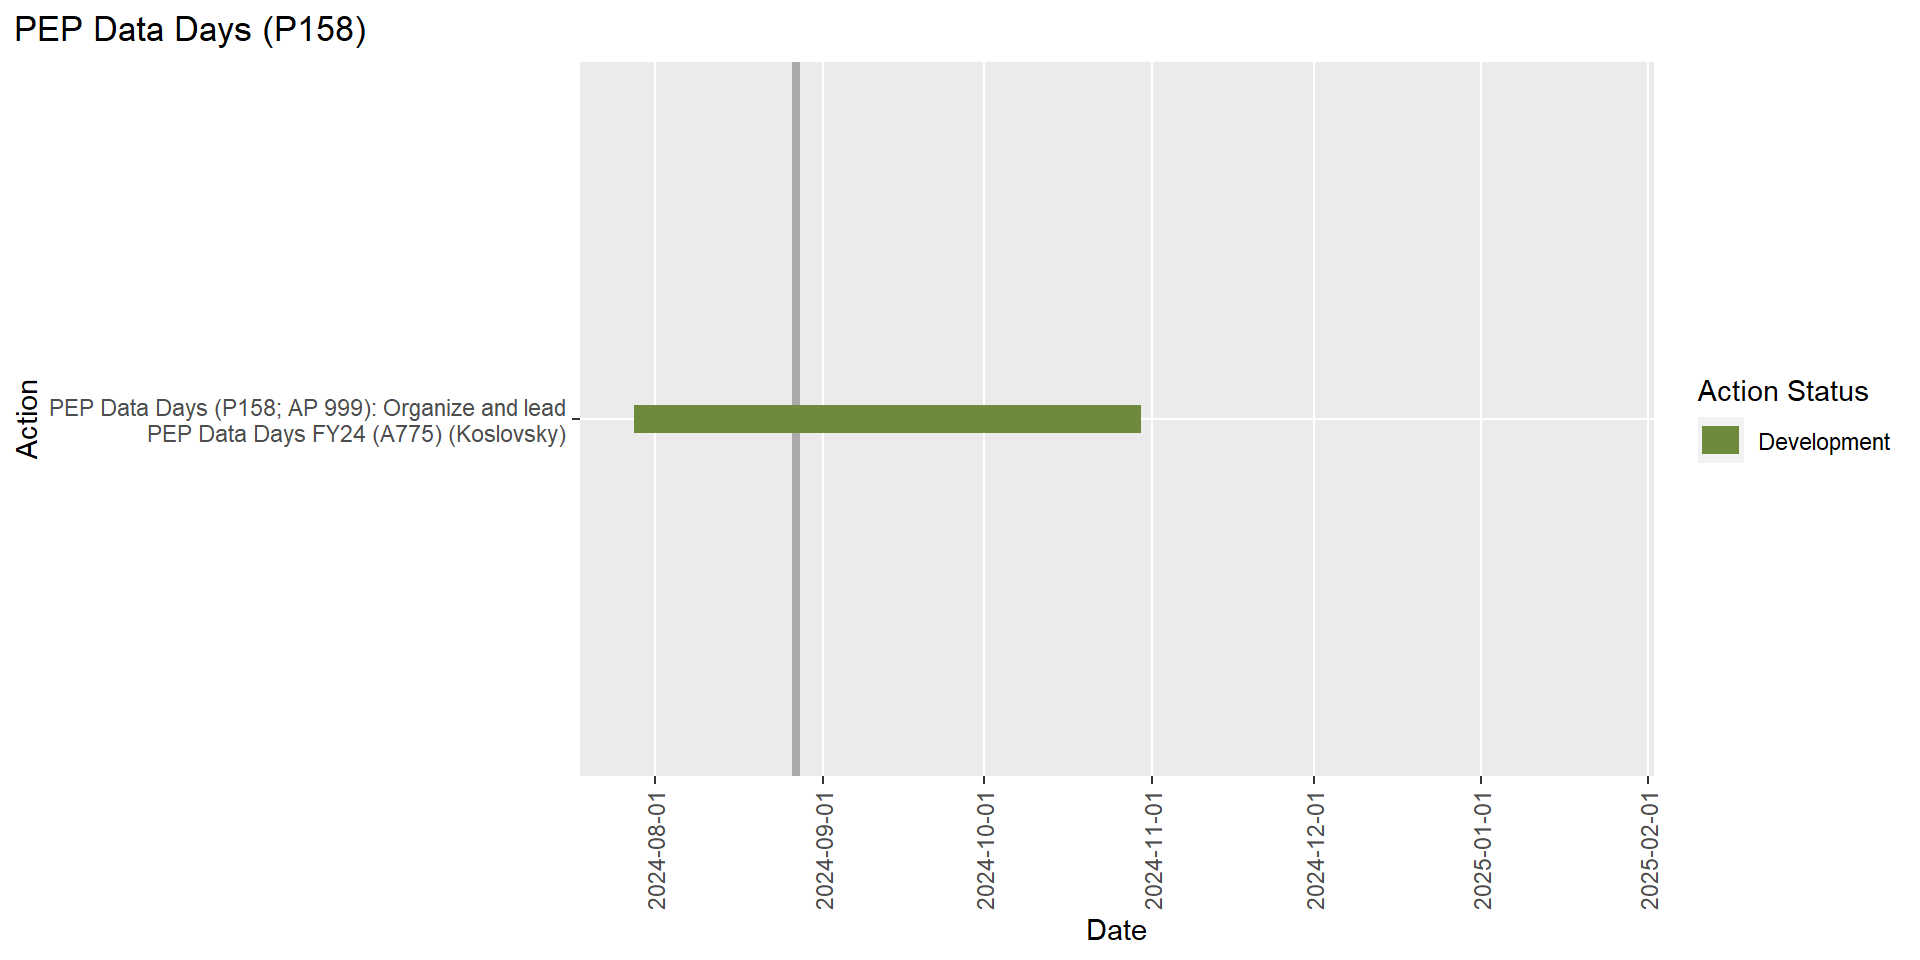 PEP Data Days (P158)
Action
PEP Data Days (P158; AP 999): Organize and lead
PEP Data Days FY24 (A775) (Koslovsky)
Action Status
Development
2024-08-01
2024-09-01
2024-10-01
2024-11-01
2024-12-01
2025-01-01
2025-02-01
Date